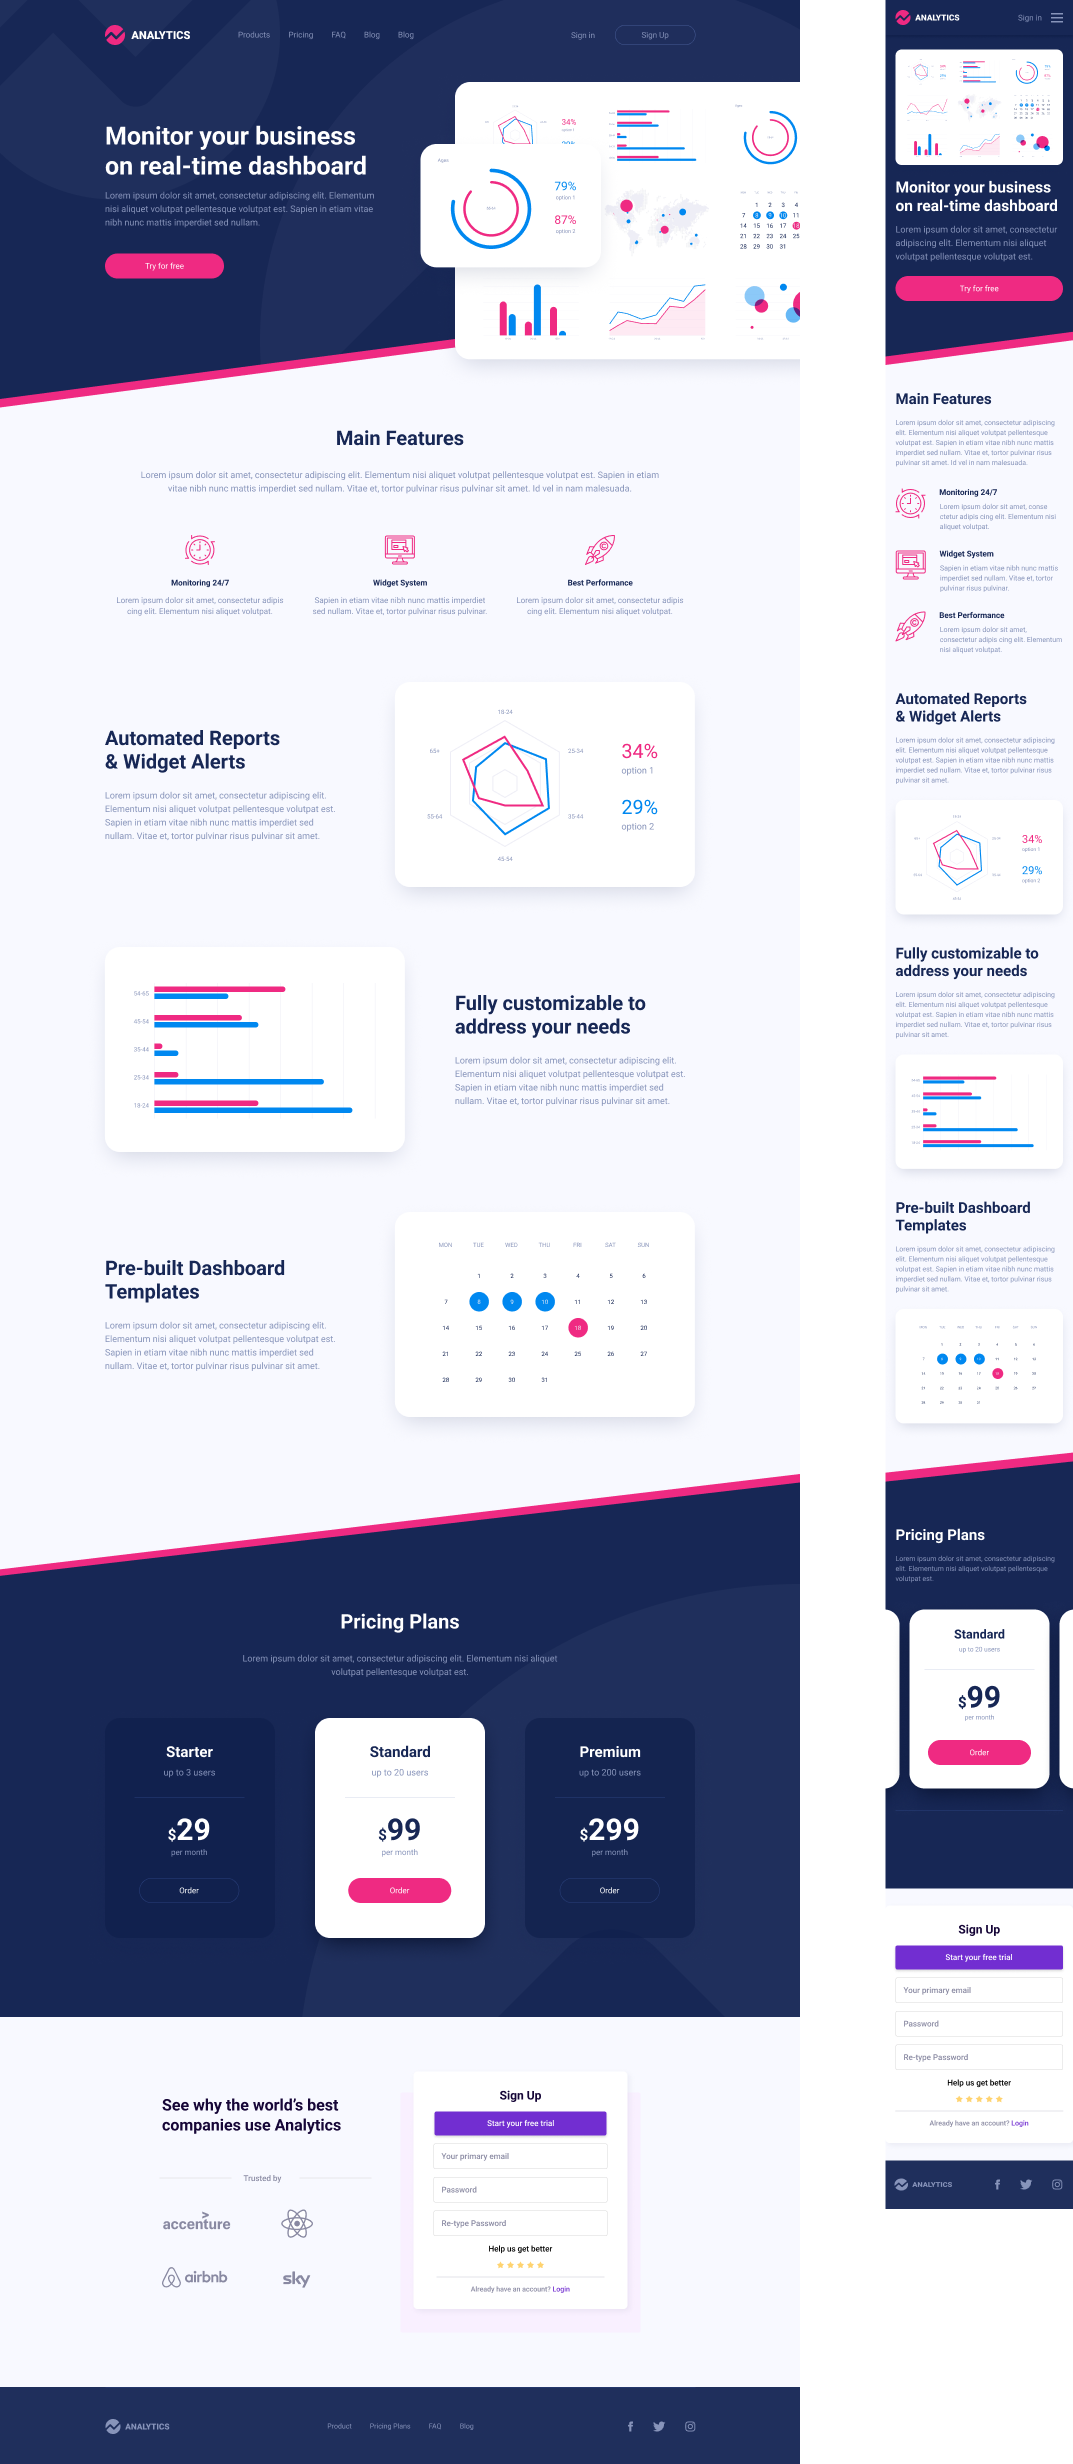 ANALYTICS
Products
Pricing
FAQ
Blog
Blog
Sign in
Sign Up
Monitor your business
on real-time dashboard
Lorem ipsum dolor sit amet, consectetur adipiscing elit. Elementum
nisi aliquet volutpat pellentesque volutpat est. Sapien in etiam vitae
nibh nunc mattis imperdiet sed nullam.
Try for free
34%
option 1
Ages
79%
option 1
87%
option 2
1 2 3 4
7 8 9 10 11
14 15 16 17 18
21 22 23 24 25
28 29 30 31
Main Features
Lorem ipsum dolor sit amet, consectetur adipiscing elit. Elementum nisi aliquet volutpat pellentesque volutpat est. Sapien in etiam
vitae nibh nunc mattis imperdiet sed nullam. Vitae et, tortor pulvinar risus pulvinar sit amet. Id vel in nam malesuada.
Monitoring 24/7
Lorem ipsum dolor sit amet, consectetur adipis
cing elit. Elementum nisi aliquet volutpat.
Widget System
Sapien in etiam vitae nibh nunc mattis imperdiet
sed nullam. Vitae et, tortor pulvinar risus pulvinar.
Best Performance
Lorem ipsum dolor sit amet, consectetur adipis
cing elit. Elementum nisi aliquet volutpat.
Automated Reports
& Widget Alerts
Lorem ipsum dolor sit amet, consectetur adipiscing elit.
Elementum nisi aliquet volutpat pellentesque volutpat est.
Sapien in etiam vitae nibh nunc mattis imperdiet sed
nullam. Vitae et, tortor pulvinar risus pulvinar sit amet.
18-24
65+
25-34
55-64
35-44
45-54
34%
option 1
29%
option 2
54-65
45-54
35-44
25-34
18-24
Fully customizable to
address your needs
Lorem ipsum dolor sit amet, consectetur adipiscing elit.
Elementum nisi aliquet volutpat pellentesque volutpat est.
Sapien in etiam vitae nibh nunc mattis imperdiet sed
nullam. Vitae et, tortor pulvinar risus pulvinar sit amet.
Pre-built Dashboard
Templates
Lorem ipsum dolor sit amet, consectetur adipiscing elit.
Elementum nisi aliquet volutpat pellentesque volutpat est.
Sapien in etiam vitae nibh nunc mattis imperdiet sed
nullam. Vitae et, tortor pulvinar risus pulvinar sit amet.
MON TUE WED THU FRI SAT SUN
1 2 3 4 5 6
7 8 9 10 11 12 13
14 15 16 17 18 19 20
21 22 23 24 25 26 27
28 29 30 31
Pricing Plans
Lorem ipsum dolor sit amet, consectetur adipiscing elit. Elementum nisi aliquet
volutpat pellentesque volutpat est.
Starter
up to 3 users
$29
per month
Order
Standard
up to 20 users
$99
per month
Order
Premium
up to 200 users
$299
per month
Order
See why the world's best
companies use Analytics
Trusted by
accenture
airbnb
sky
Sign Up
Start your free trial
Your primary email
Password
Re-type Password
Help us get better
Already have an account? Login
ANALYTICS
Product
Pricing Plans
FAQ
Blog
ANALYTICS
Sign in
Monitor your business
on real-time dashboard
Lorem ipsum dolor sit amet, consectetur
adipiscing elit. Elementum nisi aliquet
volutpat pellentesque volutpat est.
Try for free
Main Features
Lorem ipsum dolor sit amet, consectetur adipiscing
elit. Elementum nisi aliquet volutpat pellentesque
volutpat est. Sapien in etiam vitae nibh nunc mattis
imperdiet sed nullam. Vitae et, tortor pulvinar risus
pulvinar sit amet. Id vel in nam malesuada.
Monitoring 24/7
Lorem ipsum dolor sit amet, conse
ctetur adipis cing elit. Elementum nisi
aliquet volutpat.
Widget System
Sapien in etiam vitae nibh nunc mattis
imperdiet sed nullam. Vitae et, tortor
pulvinar risus pulvinar.
Best Performance
Lorem ipsum dolor sit amet,
consectetur adipis cing elit. Elementum
nisi aliquet volutpat.
Automated Reports
& Widget Alerts
Lorem ipsum dolor sit amet, consectetur adipiscing
elit. Elementum nisi aliquet volutpat pellentesque
volutpat est. Sapien in etiam vitae nibh nunc mattis
imperdiet sed nullam. Vitae et, tortor pulvinar risus
pulvinar sit amet.
34%
option 1
29%
option 2
Fully customizable to
address your needs
Lorem ipsum dolor sit amet, consectetur adipiscing
elit. Elementum nisi aliquet volutpat pellentesque
volutpat est. Sapien in etiam vitae nibh nunc mattis
imperdiet sed nullam. Vitae et, tortor pulvinar risus
pulvinar sit amet.
Pre-built Dashboard
Templates
Lorem ipsum dolor sit amet, consectetur adipiscing
elit. Elementum nisi aliquet volutpat pellentesque
volutpat est. Sapien in etiam vitae nibh nunc mattis
imperdiet sed nullam. Vitae et, tortor pulvinar risus
pulvinar sit amet.
Pricing Plans
Lorem ipsum dolor sit amet, consectetur adipiscing
elit. Elementum nisi aliquet volutpat pellentesque
volutpat est.
Standard
up to 20 users
$99
per month
Order
Sign Up
Start your free trial
Your primary email
Password
Re-type Password
Help us get better
Already have an account? Login
ANALYTICS